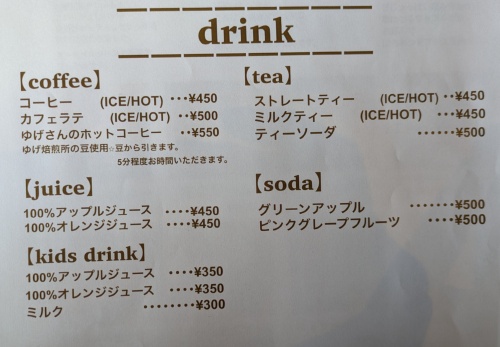 drink
【coffee】
コーヒー (ICE/HOT) ‥‥¥450
カフェラテ (ICE/HOT) ‥‥¥500
ゆげさんのホットコーヒー ‥‥¥550
ゆげ焙煎所の豆使用☆豆から引きます。
5分程度お時間いただきます。
【tea】
ストレートティー (ICE/HOT) ‥‥¥450
ミルクティー (ICE/HOT) ‥‥¥450
ティーソーダ ‥‥‥¥500
【juice】
100%アップルジュース ‥‥¥450
100%オレンジジュース ‥‥¥450
【soda】
グリーンアップル ‥‥‥‥¥500
ピンクグレープフルーツ ‥‥¥500
【kids drink】
100%アップルジュース ‥‥¥350
100%オレンジジュース ‥‥¥350
ミルク ‥‥‥‥¥300